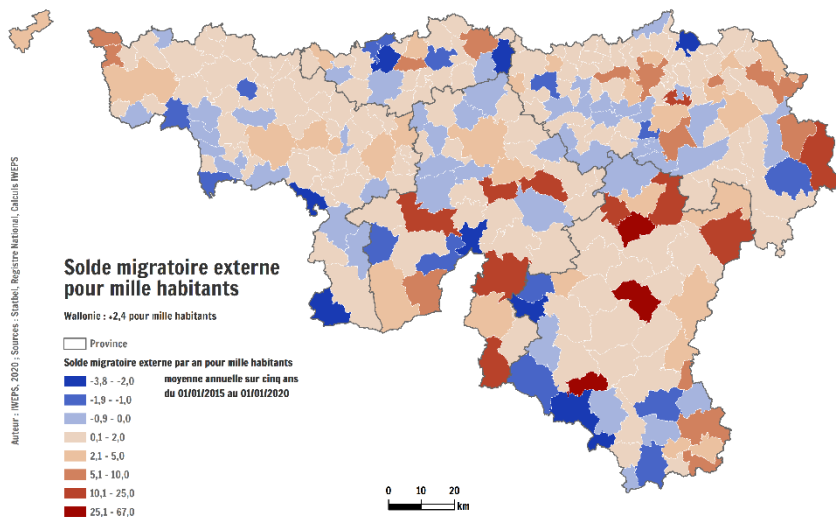 Solde migratoire externe
pour mille habitants
Wallonie : +2,4 pour mille habitants
Province
Solde migratoire externe par an pour mille habitants
moyenne annuelle sur cinq ans
du 01/01/2015 au 01/01/2020
-3,8 - -2,0
-1,9 - -1,0
-0,9 - 0,0
0,1 - 2,0
2,1 - 5,0
5,1 - 10,0
10,1 - 25,0
25,1 - 67,0
0 10 20
km
Auteur : IWEPS, 2020 ; Sources : Statbel, Registre National, Calculs IWEPS